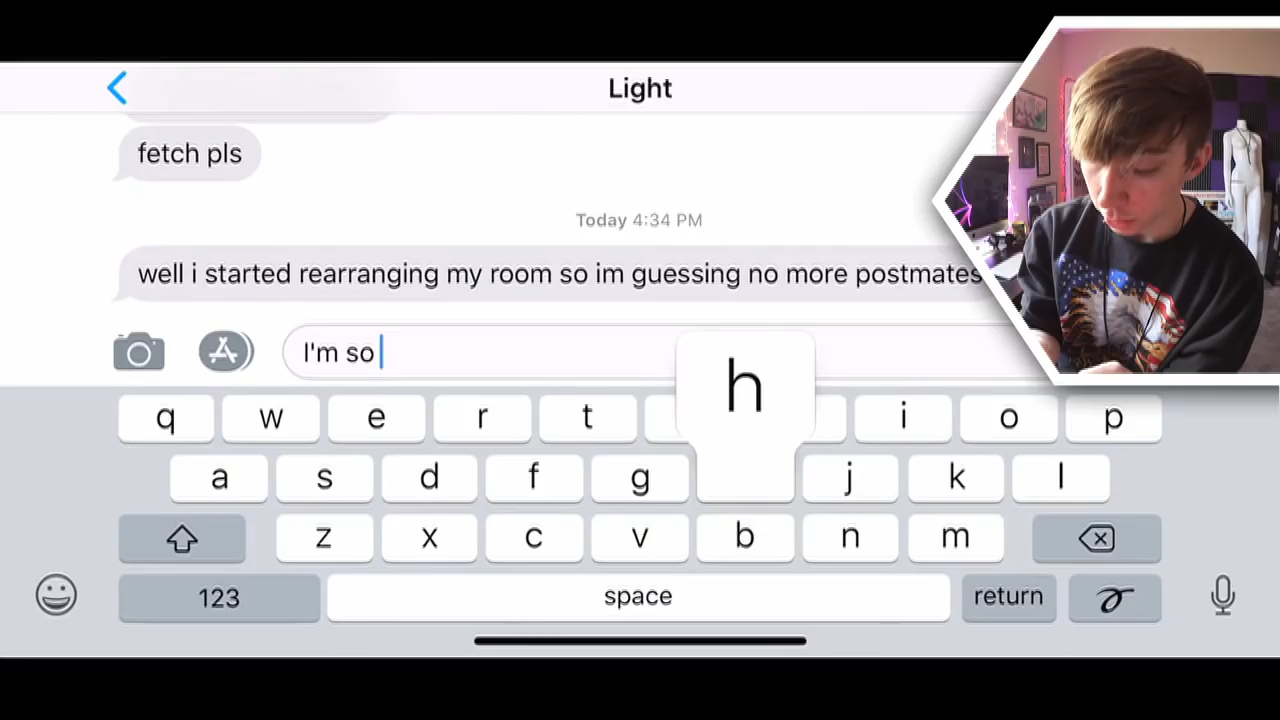 Light
fetch pls
Today 4:34 PM
well i started rearranging my room so im guessing no more postmates
I'm so
h
q w e r t i o p
a s d f g j k l
z x c v b n m
123 space return